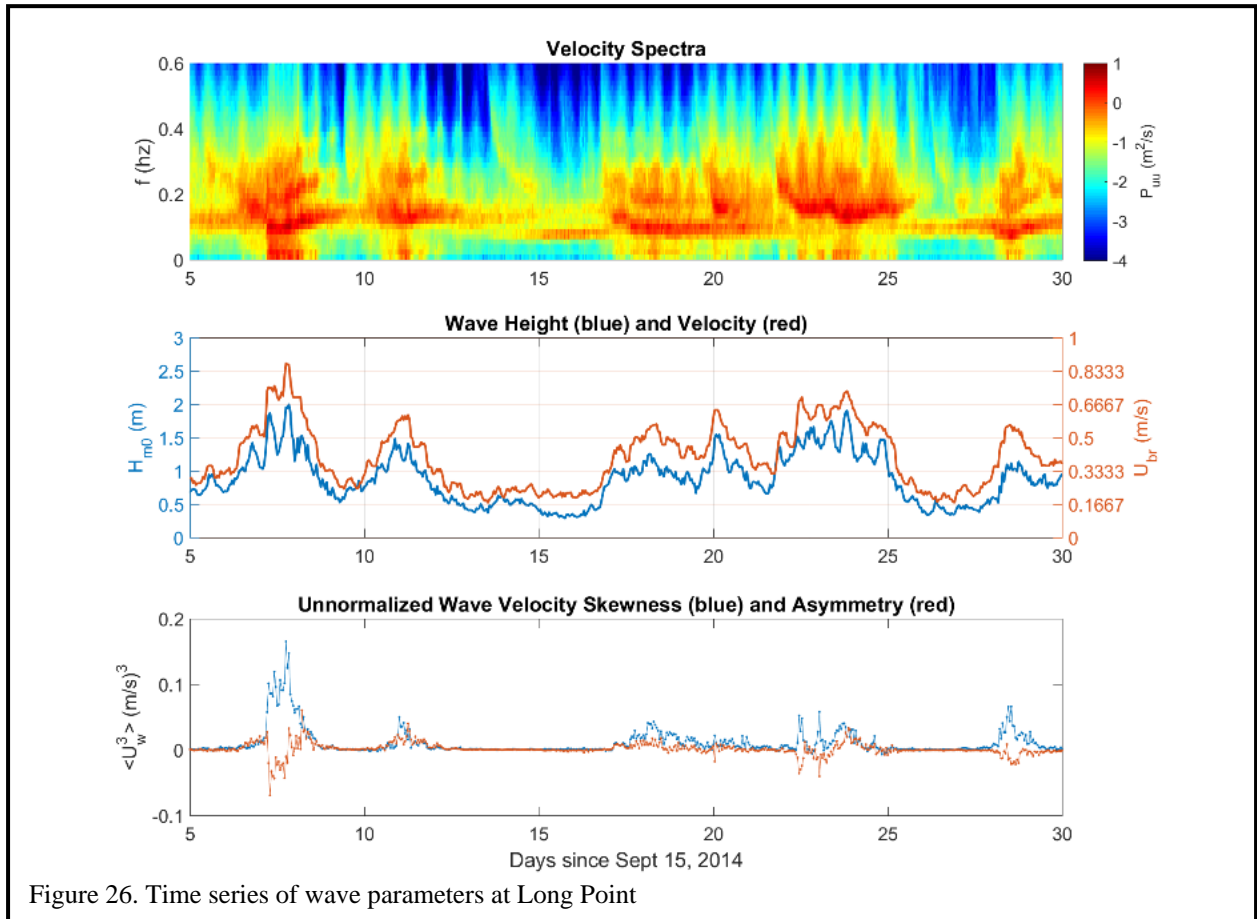 Velocity Spectra
0.6
0.4
0.2
0
f (hz)
5 10 15 20 25 30
1
0
-1
-2
-3
-4
P_uu (m^2/s)
Wave Height (blue) and Velocity (red)
3
2.5
2
1.5
1
0.5
0
H_m0 (m)
1
0.8333
0.6667
0.5
0.3333
0.1667
0
U_br (m/s)
5 10 15 20 25 30
Unnormalized Wave Velocity Skewness (blue) and Asymmetry (red)
0.2
0.1
0
-0.1
<U_w^3> (m/s)^3
5 10 15 20 25 30
Days since Sept 15, 2014
Figure 26. Time series of wave parameters at Long Point